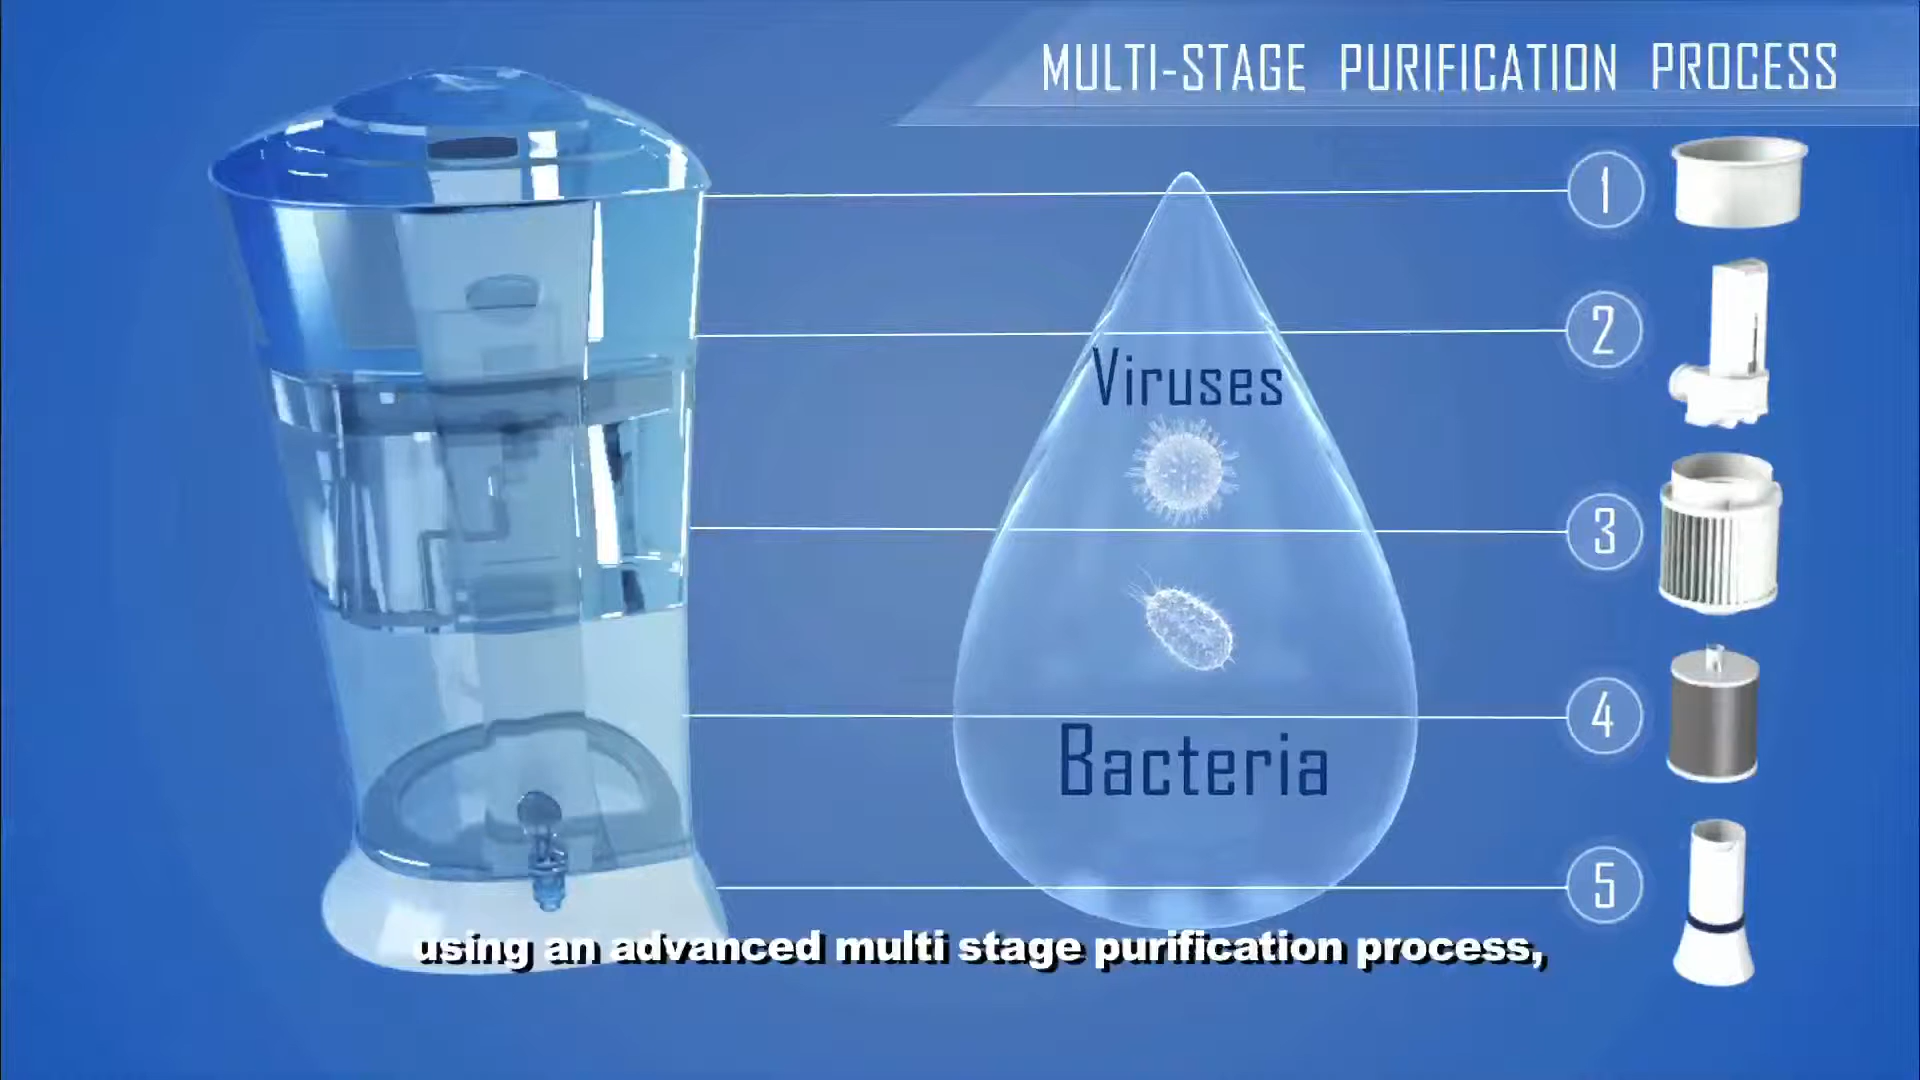 MULTI-STAGE PURIFICATION PROCESS
1
2
Viruses
3
4
Bacteria
5
using an advanced multi stage purification process,